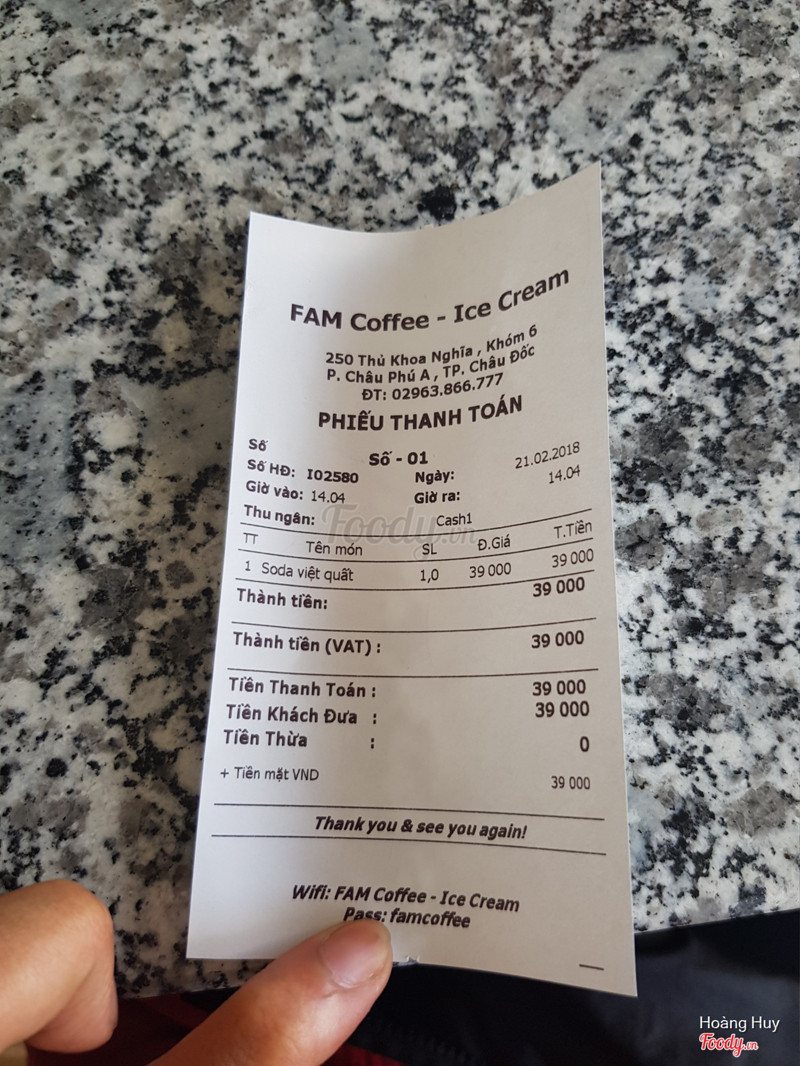 FAM Coffee - Ice Cream
250 Thủ Khoa Nghĩa , Khóm 6
P. Châu Phú A , TP. Châu Đốc
ĐT: 02963.866.777
PHIẾU THANH TOÁN
Số Số - 01
Số HĐ: I02580 Ngày: 21.02.2018
Giờ vào: 14.04 Giờ ra: 14.04
Thu ngân: Cash1
Foody.vn
TT Tên món SL Đ.Giá T.Tiền
1 Soda việt quất 1,0 39 000 39 000
Thành tiền: 39 000
Thành tiền (VAT) : 39 000
Tiền Thanh Toán : 39 000
Tiền Khách Đưa : 39 000
Tiền Thừa : 0
+ Tiền mặt VND 39 000
Thank you & see you again!
Wifi: FAM Coffee - Ice Cream
Pass: famcoffee
Hoàng Huy
Foody.vn